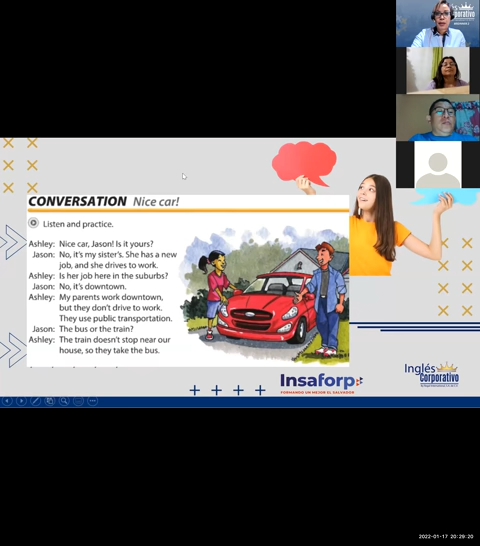 CONVERSATION Nice car!
Listen and practice.
Ashley: Nice car, Jason! Is it yours?
Jason: No, it's my sister's. She has a new
job, and she drives to work.
Ashley: Is her job here in the suburbs?
Jason: No, it's downtown.
Ashley: My parents work downtown,
but they don't drive to work.
They use public transportation.
Jason: The bus or the train?
Ashley: The train doesn't stop near our
house, so they take the bus.
Insaforp
FORMANDO UN MEJOR EL SALVADOR
Inglés
Corporativo
2022-01-17 20:29:20